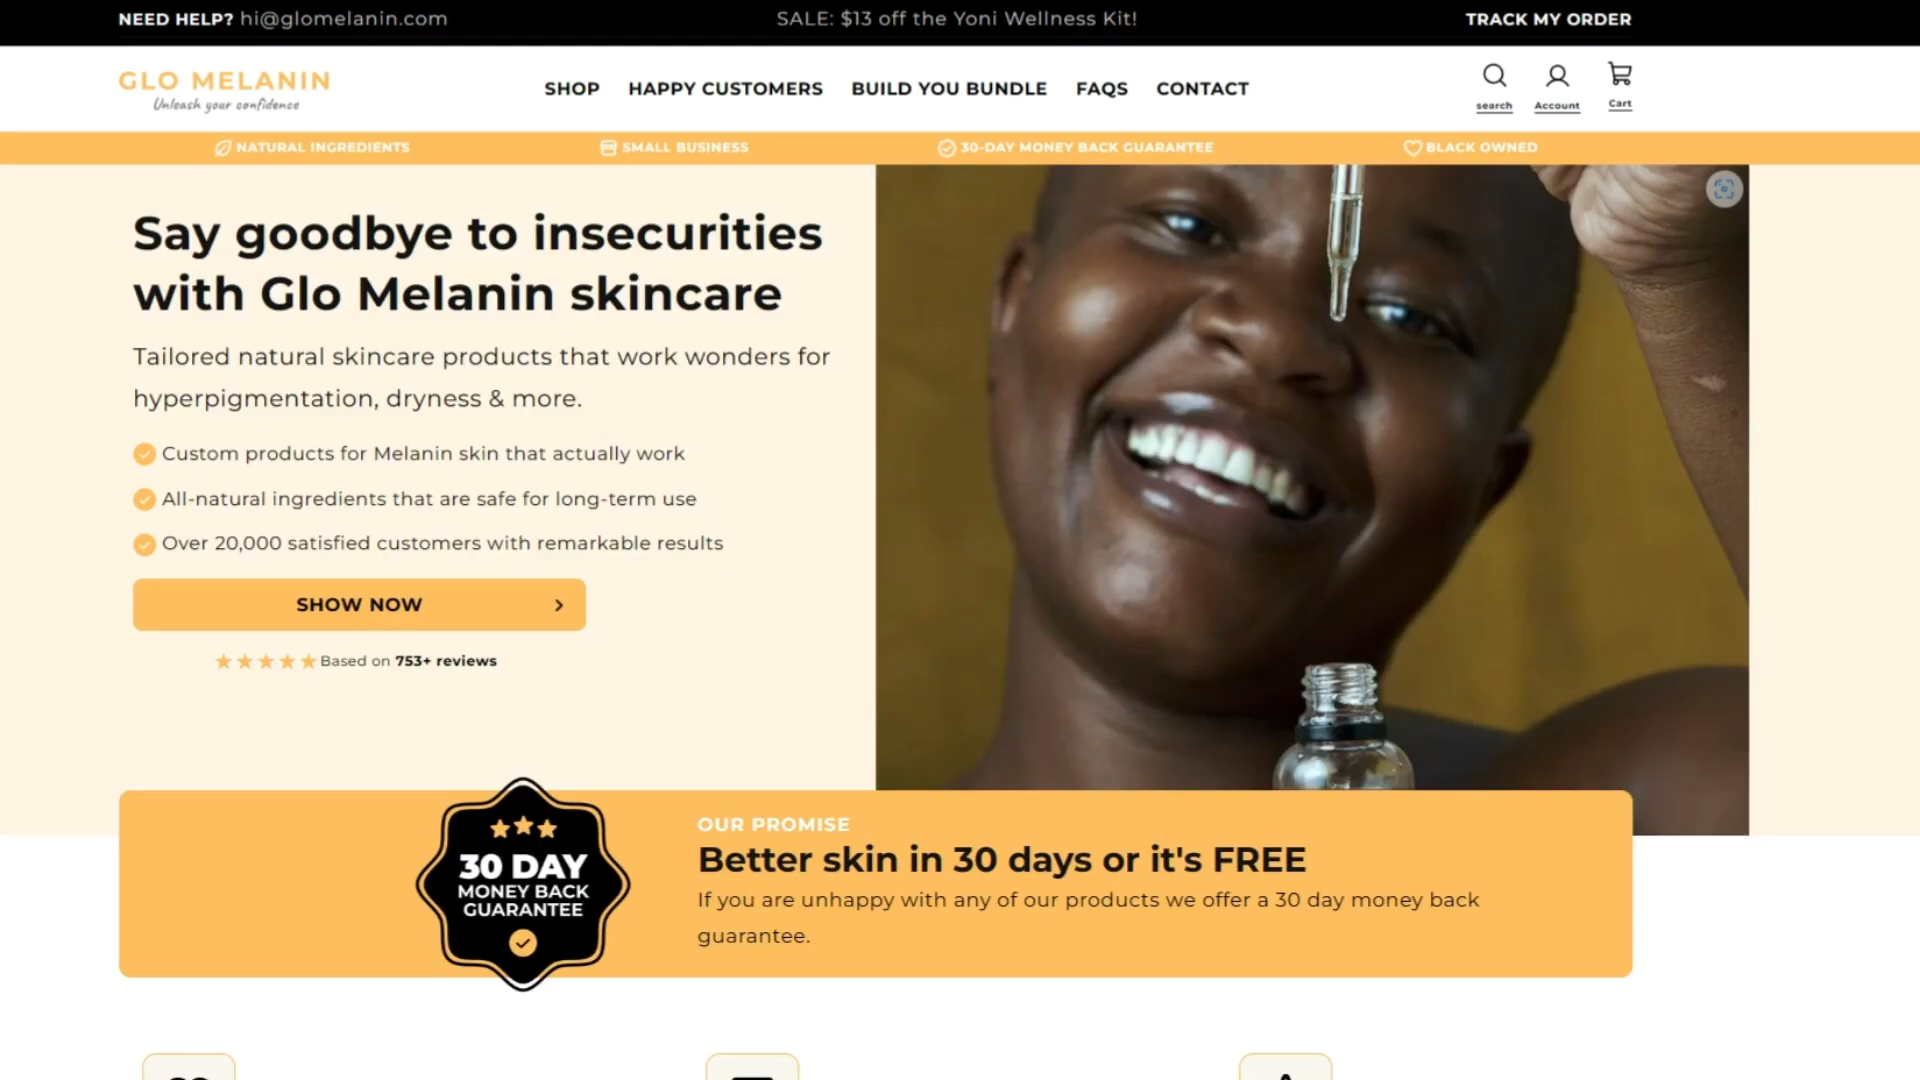 NEED HELP? hi@glomelanin.com
SALE: $13 off the Yoni Wellness Kit!
TRACK MY ORDER
GLO MELANIN
Unleash your confidence
SHOP
HAPPY CUSTOMERS
BUILD YOU BUNDLE
FAQS
CONTACT
search
Account
Cart
NATURAL INGREDIENTS
SMALL BUSINESS
30-DAY MONEY BACK GUARANTEE
BLACK OWNED
Say goodbye to insecurities
with Glo Melanin skincare
Tailored natural skincare products that work wonders for
hyperpigmentation, dryness & more.
Custom products for Melanin skin that actually work
All-natural ingredients that are safe for long-term use
Over 20,000 satisfied customers with remarkable results
SHOW NOW
Based on 753+ reviews
30 DAY
MONEY BACK
GUARANTEE
OUR PROMISE
Better skin in 30 days or it's FREE
If you are unhappy with any of our products we offer a 30 day money back
guarantee.